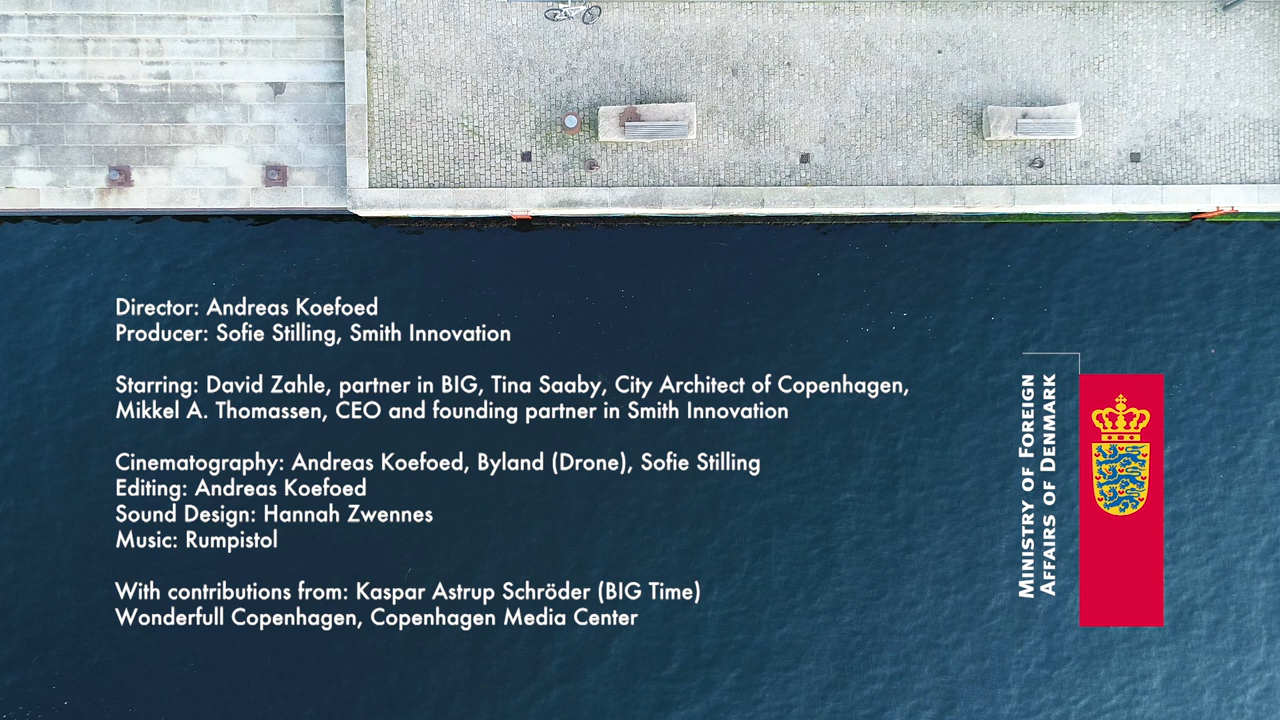 Director: Andreas Koefoed
Producer: Sofie Stilling, Smith Innovation
Starring: David Zahle, partner in BIG, Tina Saaby, City Architect of Copenhagen,
Mikkel A. Thomassen, CEO and founding partner in Smith Innovation
Cinematography: Andreas Koefoed, Byland (Drone), Sofie Stilling
Editing: Andreas Koefoed
Sound Design: Hannah Zwennes
Music: Rumpistol
With contributions from: Kaspar Astrup Schröder (BIG Time)
Wonderfull Copenhagen, Copenhagen Media Center
MINISTRY OF FOREIGN
AFFAIRS OF DENMARK